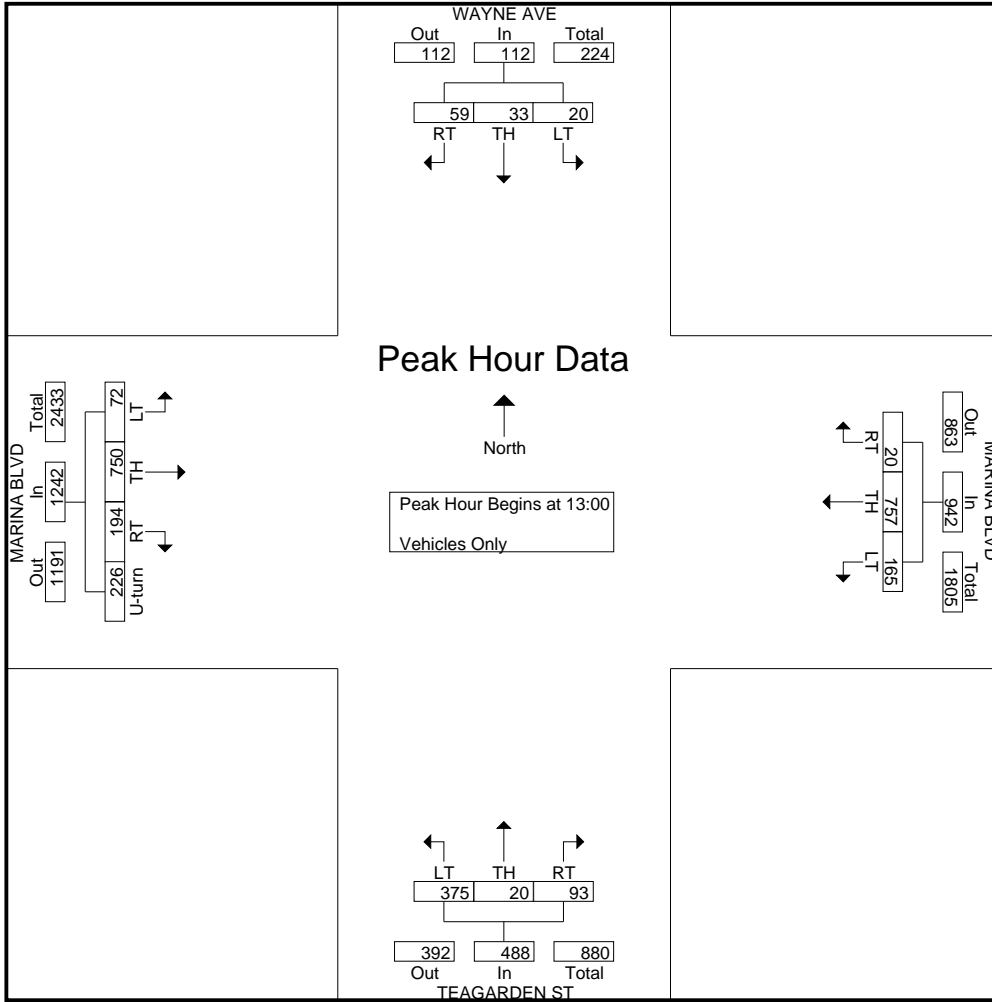 WAYNE AVE
Out In Total
112 112 224
59 33 20
RT TH LT
Peak Hour Data
North
Peak Hour Begins at 13:00
Vehicles Only
MARINA BLVD
Total In Out
2433 1242 1191
72 750 194 226
LT TH RT U-turn
MARINA BLVD
Out In Total
863 942 1805
20 757 165
RT TH LT
LT TH RT
375 20 93
392 488 880
Out In Total
TEAGARDEN ST